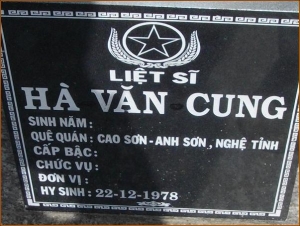 LIỆT SĨ
HÀ VĂN CUNG
SINH NĂM :
QUÊ QUÁN : CAO SƠN - ANH SƠN , NGHỆ TỈNH
CẤP BẬC :
CHỨC VỤ :
ĐƠN VỊ :
HY SINH : 22-12-1978